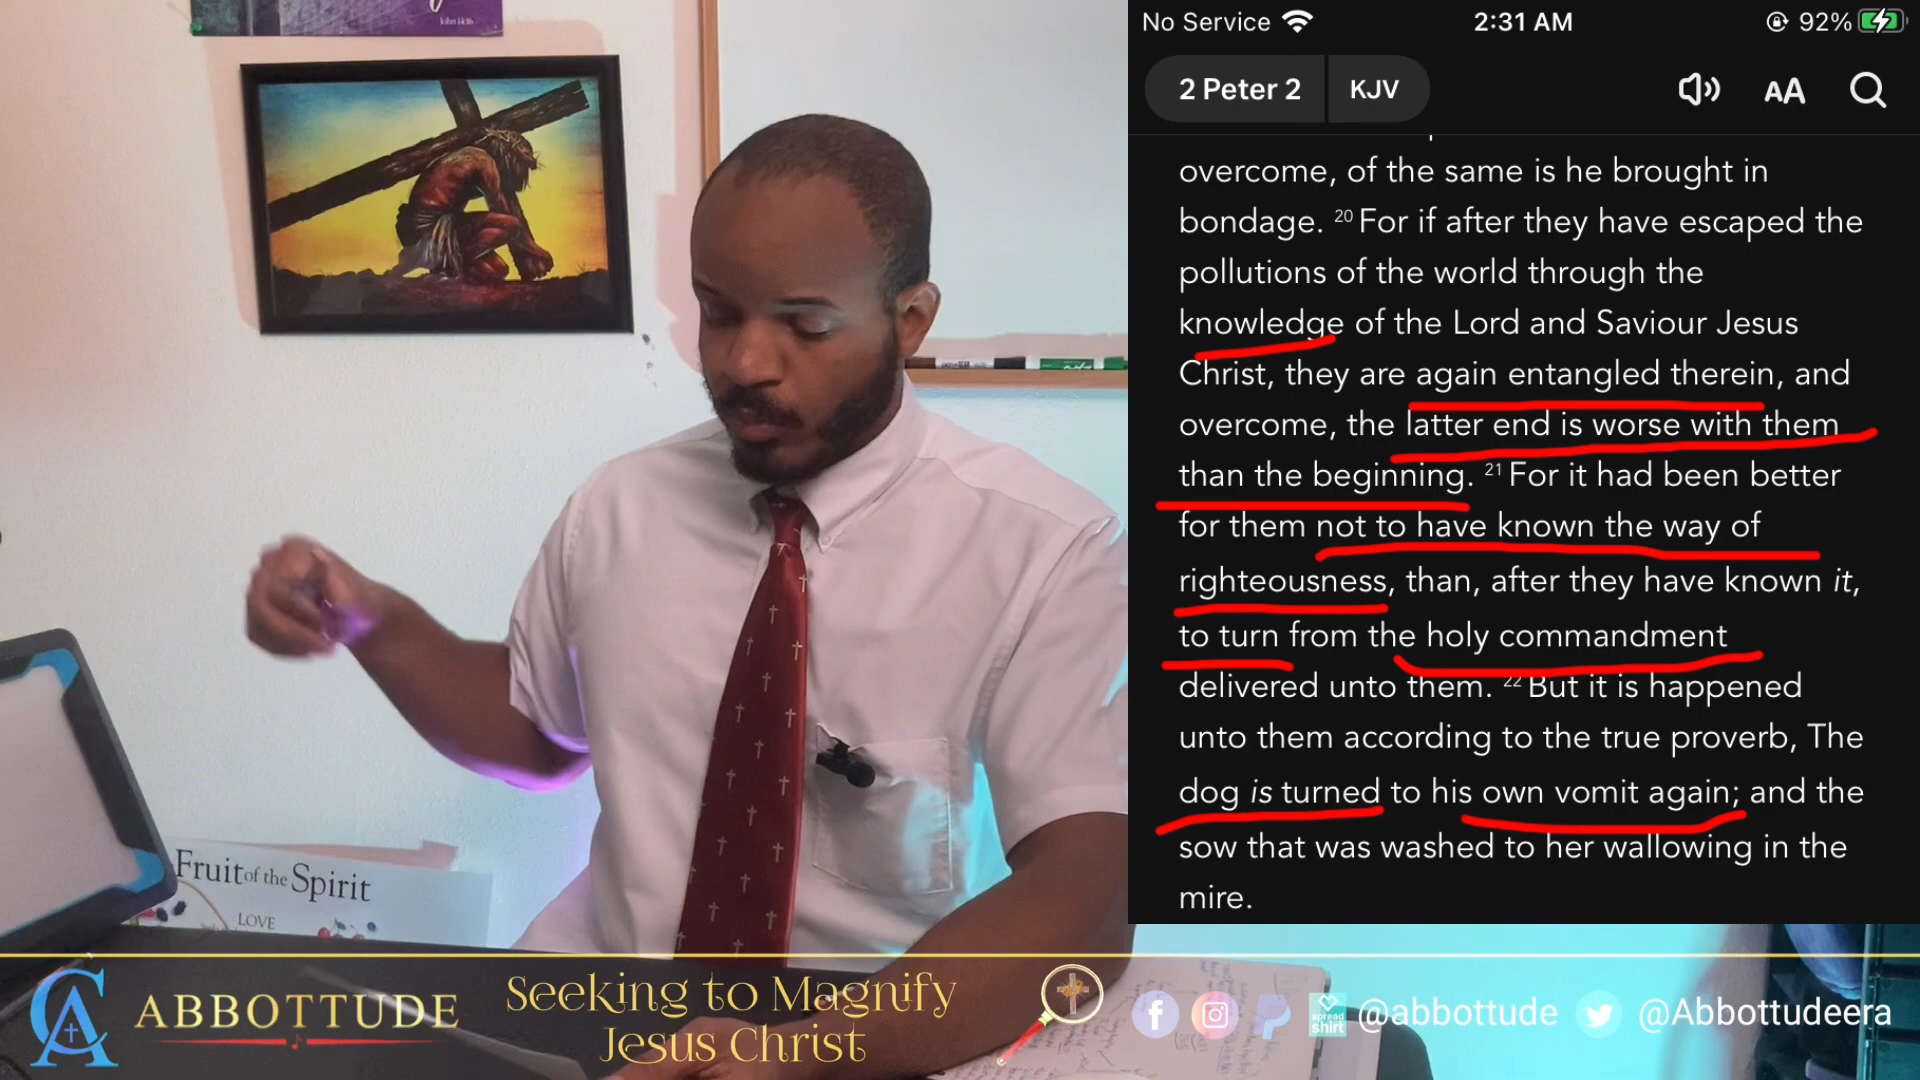 John Hells
No Service
2:31 AM
92%
2 Peter 2
KJV
AA
overcome, of the same is he brought in
bondage. 20 For if after they have escaped the
pollutions of the world through the
knowledge of the Lord and Saviour Jesus
Christ, they are again entangled therein, and
overcome, the latter end is worse with them
than the beginning. 21 For it had been better
for them not to have known the way of
righteousness, than, after they have known it,
to turn from the holy commandment
delivered unto them. 22 But it is happened
unto them according to the true proverb, The
dog is turned to his own vomit again; and the
sow that was washed to her wallowing in the
mire.
Fruit of the Spirit
LOVE
CA
ABBOTTUDE
Seeking to Magnify
Jesus Christ
spread
shirt
@abbottude
@Abbottudeera